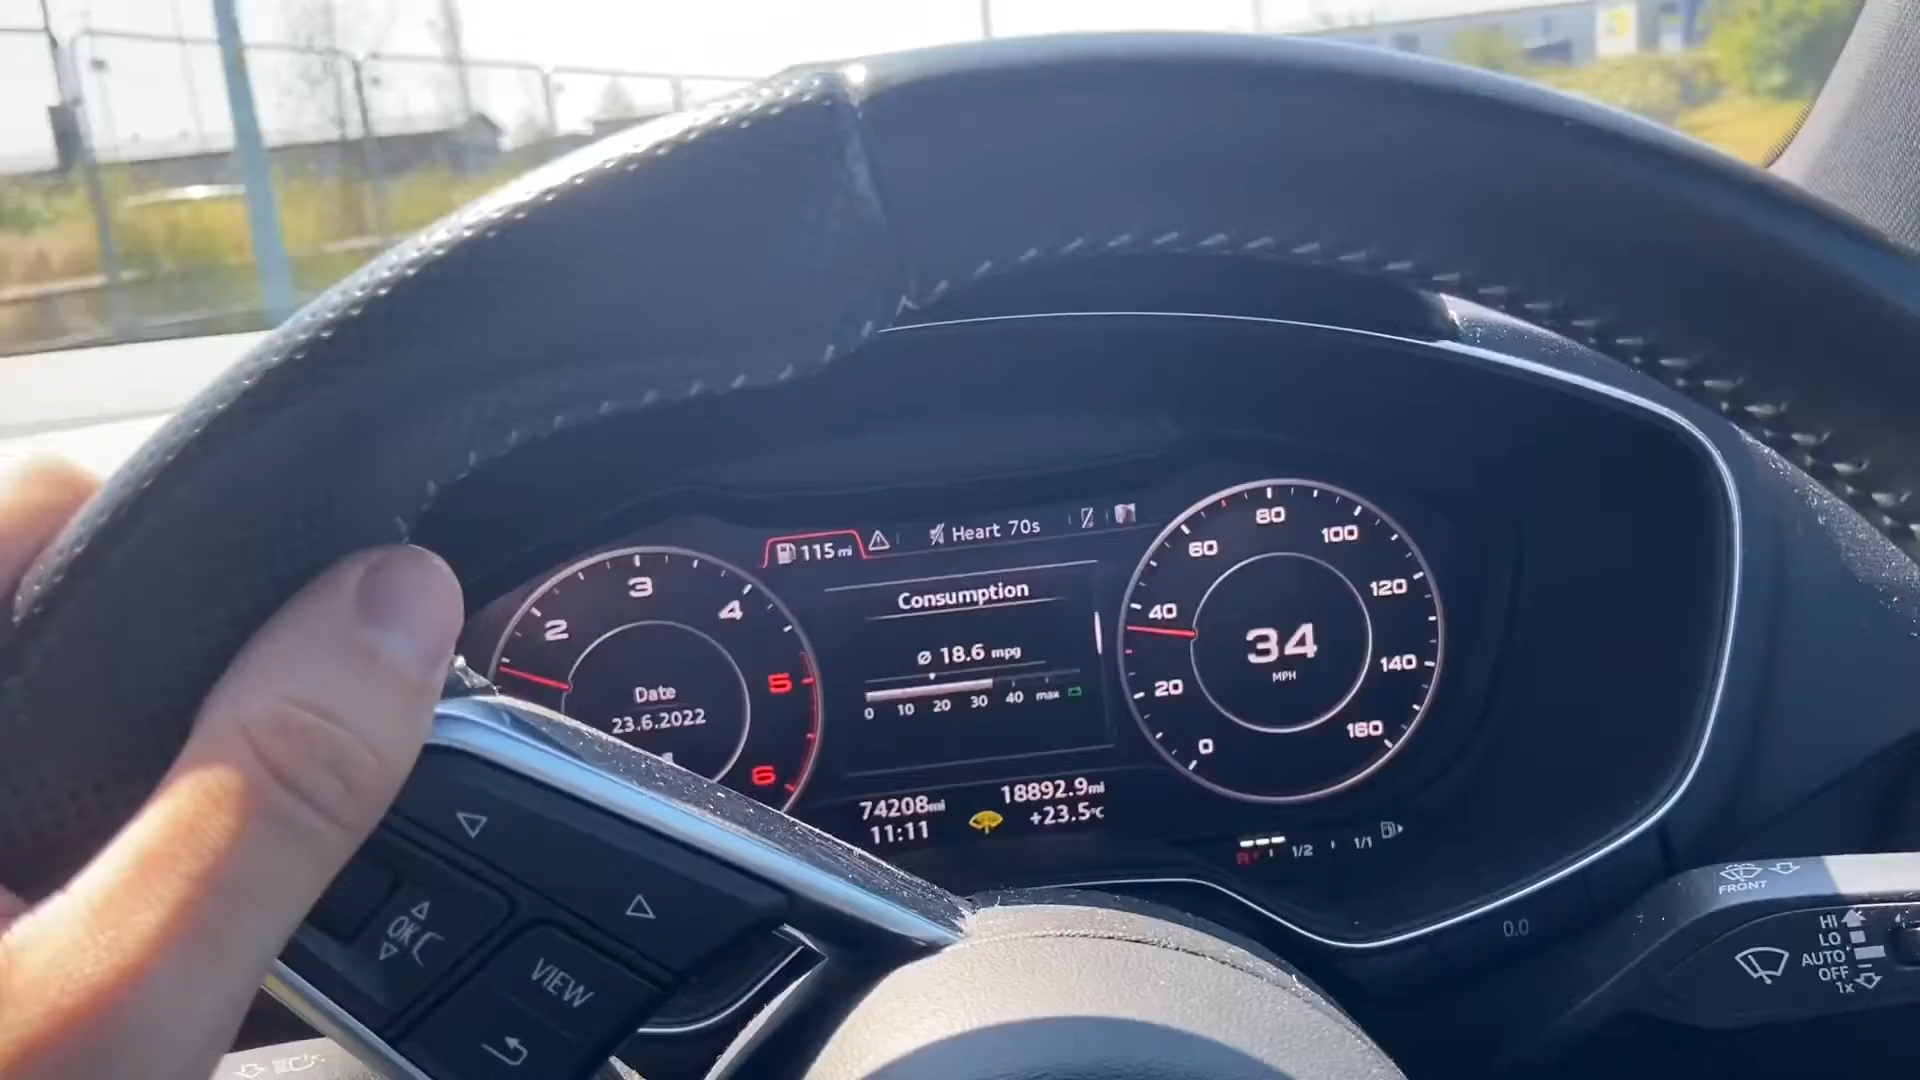 115 mi
Heart 70s
Consumption
Ø 18.6 mpg
0 10 20 30 40 max
2 3 4 5 6
Date
23.6.2022
0 20 40 60 80 100 120 140 160
34
MPH
74208mi
18892.9mi
11:11
+23.5°C
R 1/2 1/1
0.0
OK
VIEW
FRONT
HI
LO
AUTO
OFF
1x